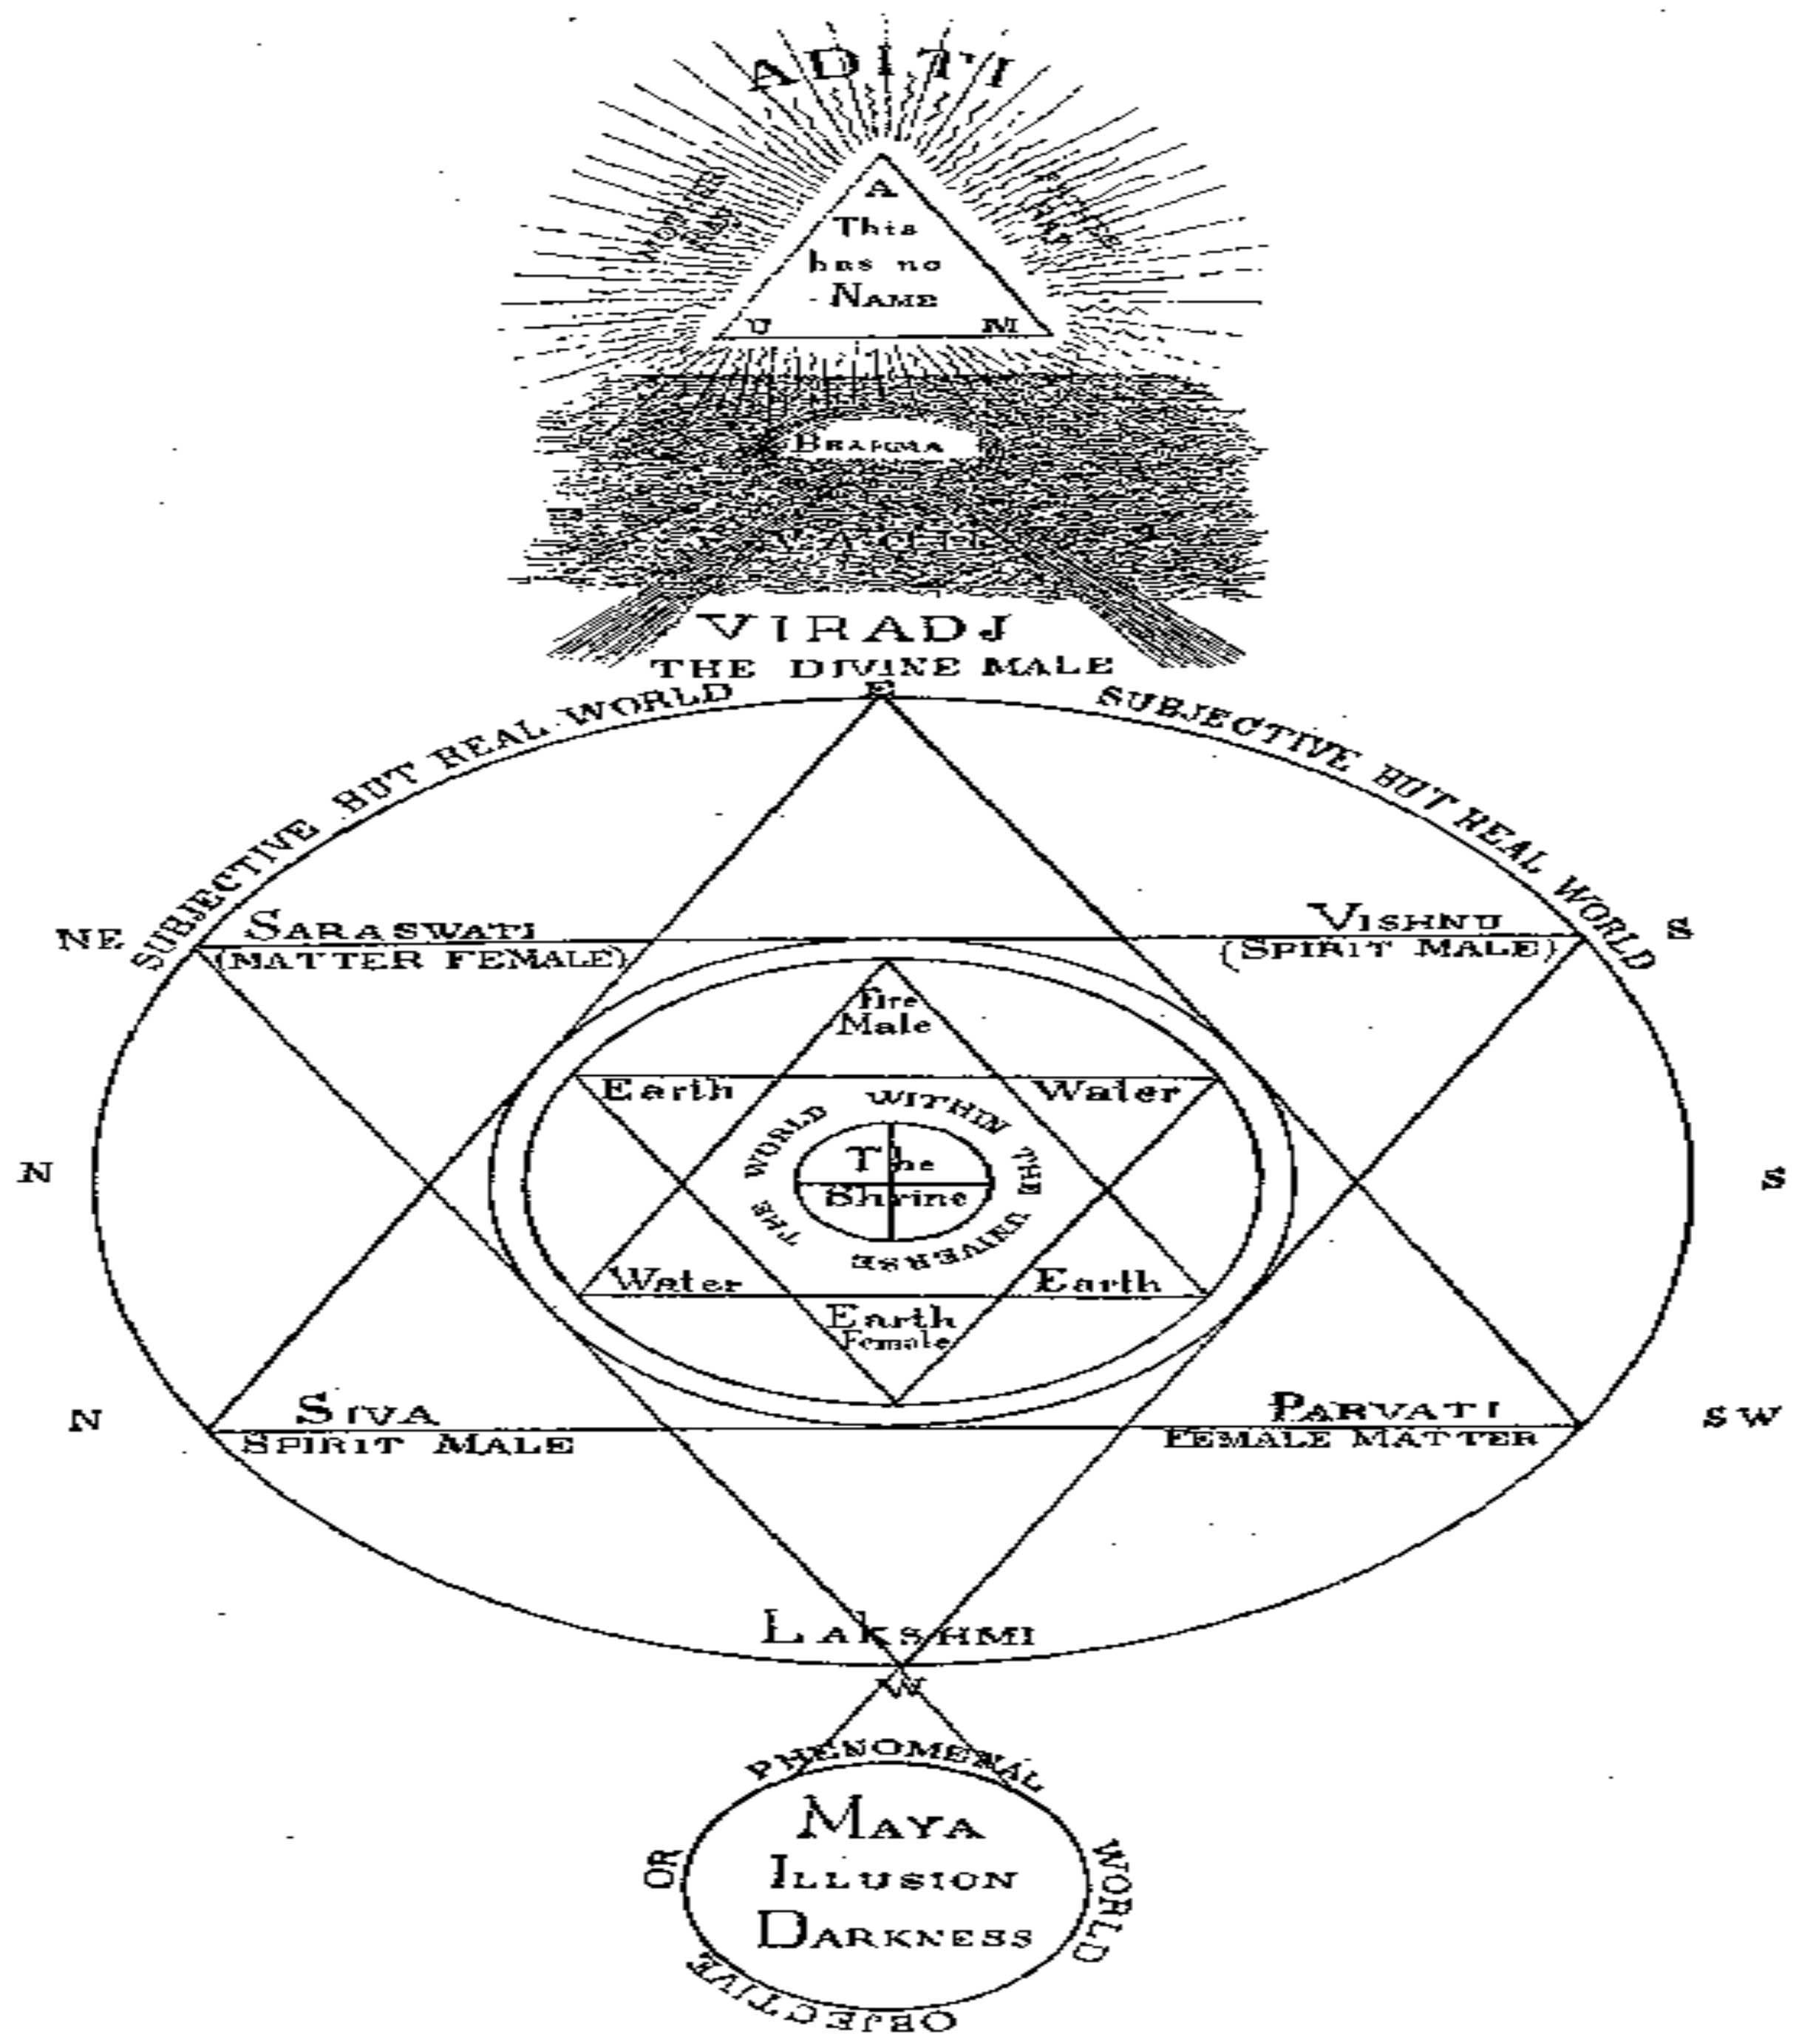 ADITI
A
This
has no
NAME
U M
BRAHMA
VACH
VIRADJ
THE DIVINE MALE
E
SUBJECTIVE BUT REAL WORLD
SUBJECTIVE BUT REAL WORLD
NE
SARASWATI
(MATTER FEMALE)
VISHNU
(SPIRIT MALE)
S
Fire
Male
Earth
Water
THE WORLD WITHIN THE UNIVERSE
The
Shrine
N
S
Water
Earth
Earth
Female
N
SIVA
SPIRIT MALE
PARVATI
FEMALE MATTER
SW
LAKSHMI
W
PHENOMENAL WORLD
OR
OBJECTIVE
MAYA
ILLUSION
DARKNESS